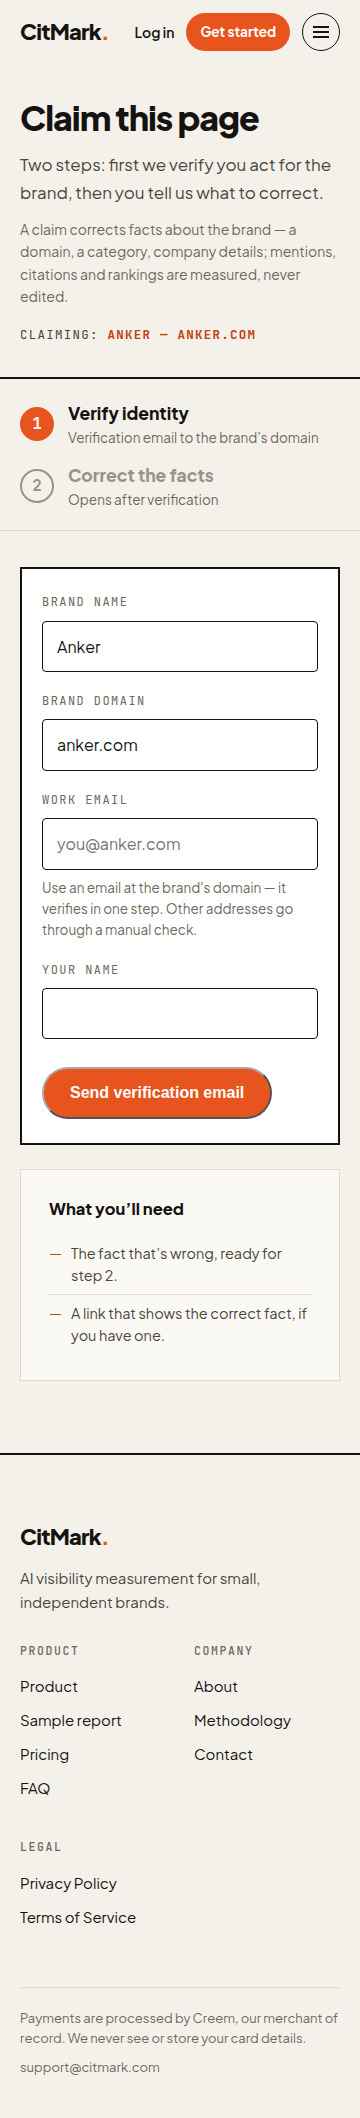 CitMark.
Log in
Get started
Claim this page
Two steps: first we verify you act for the
brand, then you tell us what to correct.
A claim corrects facts about the brand — a
domain, a category, company details; mentions,
citations and rankings are measured, never
edited.
CLAIMING: ANKER — ANKER.COM
1
Verify identity
Verification email to the brand's domain
2
Correct the facts
Opens after verification
BRAND NAME
Anker
BRAND DOMAIN
anker.com
WORK EMAIL
you@anker.com
Use an email at the brand's domain — it
verifies in one step. Other addresses go
through a manual check.
YOUR NAME
Send verification email
What you'll need
— The fact that's wrong, ready for
step 2.
— A link that shows the correct fact, if
you have one.
CitMark.
AI visibility measurement for small,
independent brands.
PRODUCT
Product
Sample report
Pricing
FAQ
COMPANY
About
Methodology
Contact
LEGAL
Privacy Policy
Terms of Service
Payments are processed by Creem, our merchant of
record. We never see or store your card details.
support@citmark.com